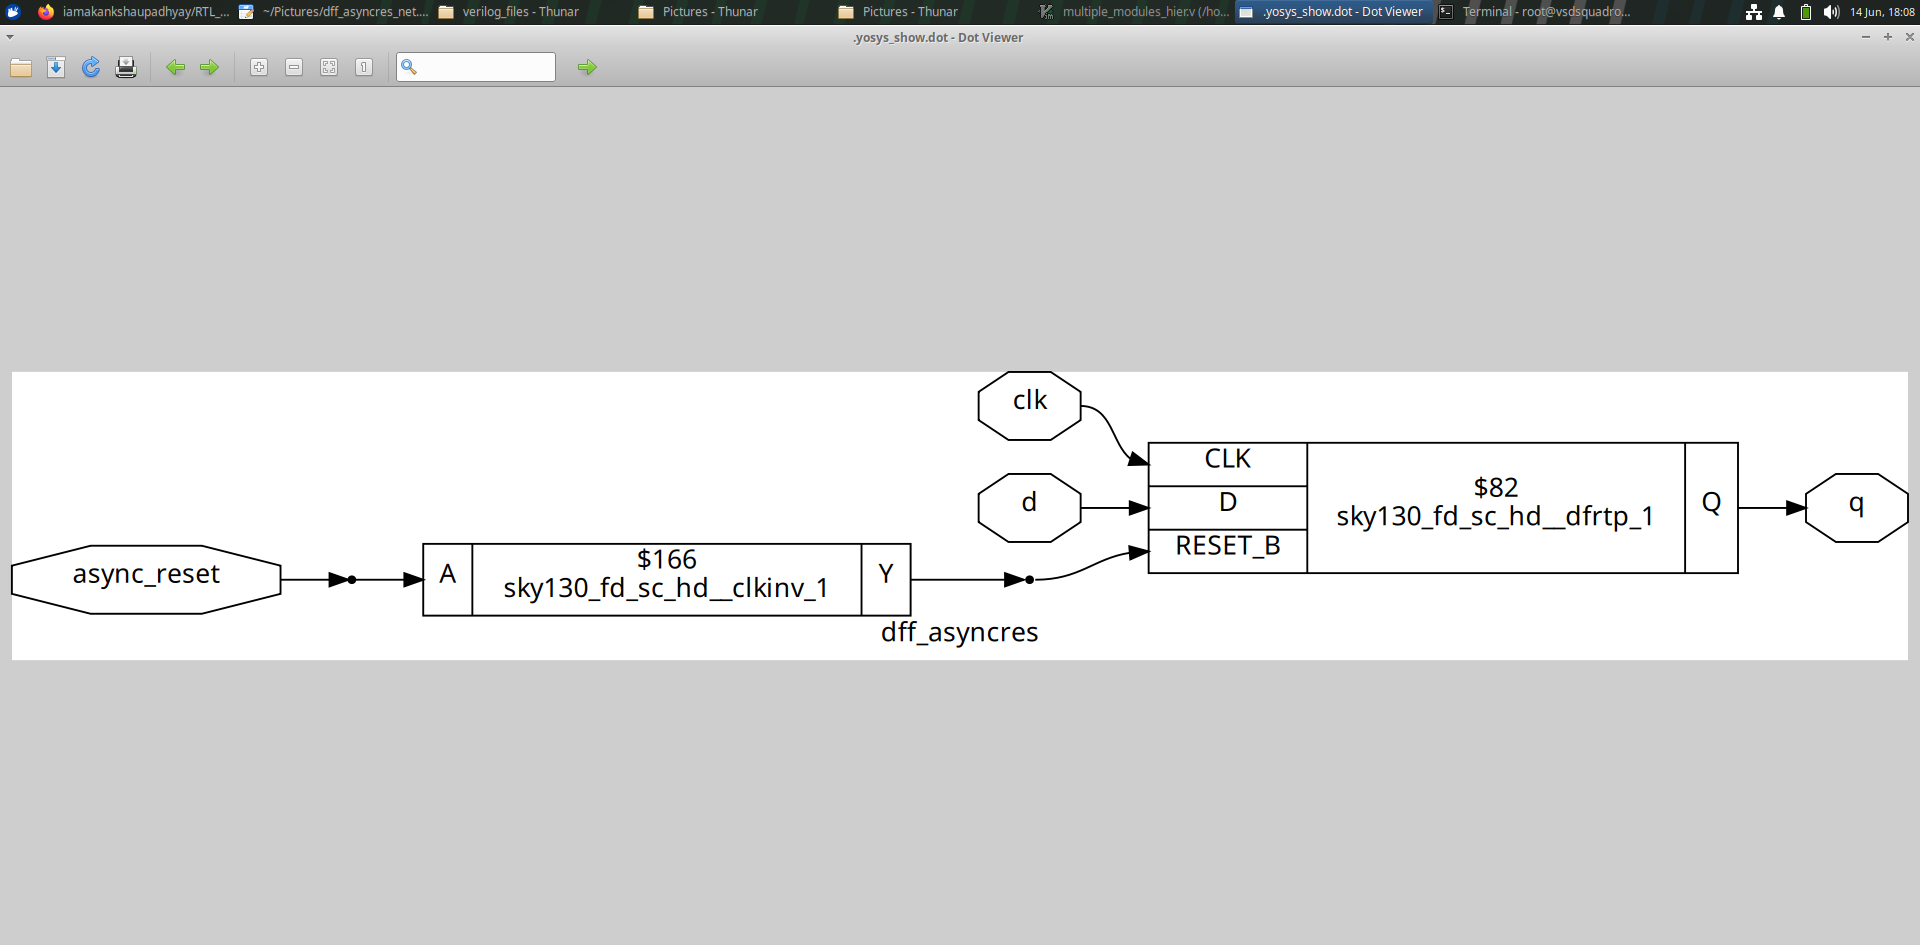 iamakankshaupadhyay/RTL_...
~/Pictures/dff_asyncres_net....
verilog_files - Thunar
Pictures - Thunar
Pictures - Thunar
multiple_modules_hier.v (/ho...
.yosys_show.dot - Dot Viewer
Terminal - root@vsdsquadro...
14 Jun, 18:08
.yosys_show.dot - Dot Viewer
1
clk
CLK
d
D
$82
sky130_fd_sc_hd__dfrtp_1
Q
q
RESET_B
async_reset
A
$166
sky130_fd_sc_hd__clkinv_1
Y
dff_asyncres